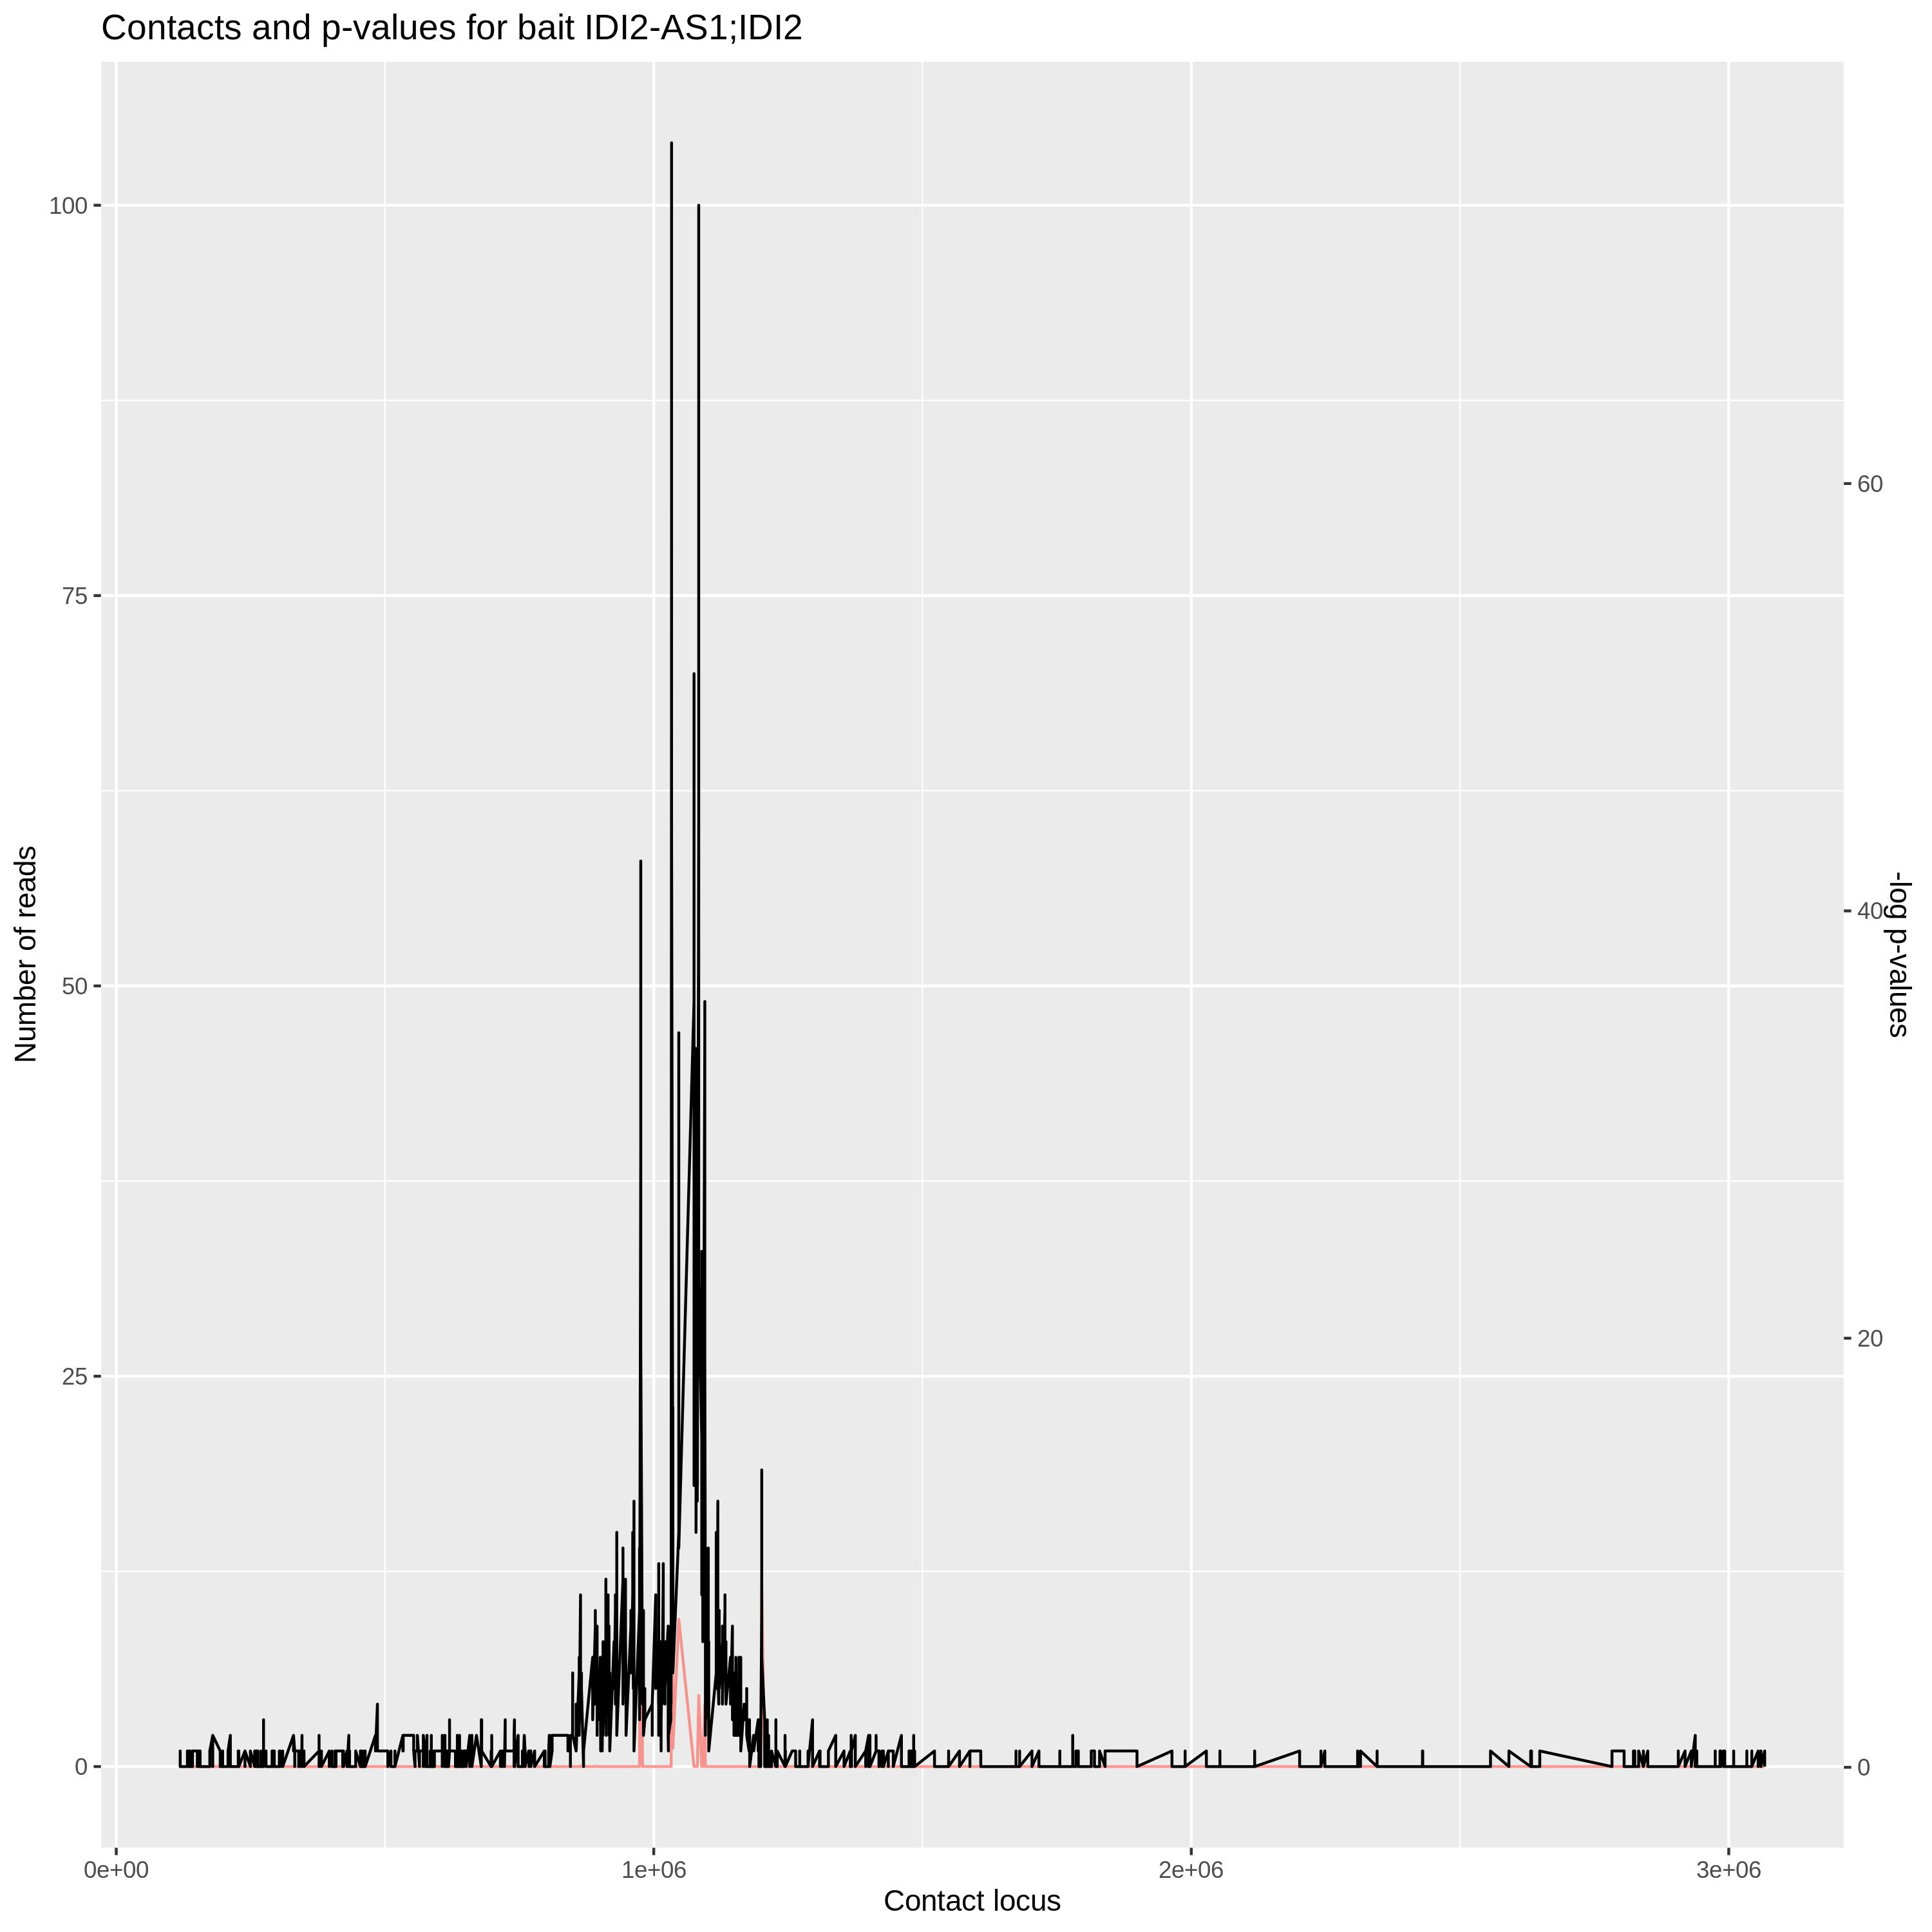 Contacts and p-values for bait IDI2-AS1;IDI2
100
75
50
25
0
Number of reads
60
40
20
0
-log p-values
0e+00
1e+06
2e+06
3e+06
Contact locus